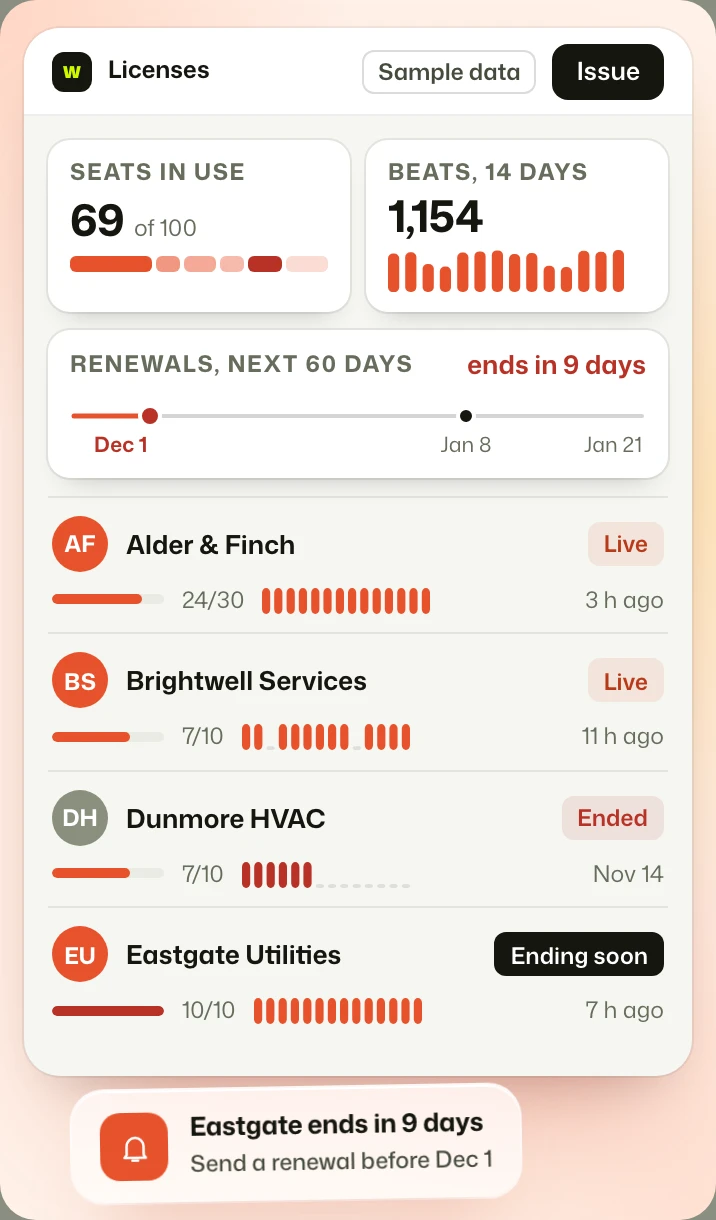 w Licenses Sample data Issue
SEATS IN USE
69 of 100
BEATS, 14 DAYS
1,154
RENEWALS, NEXT 60 DAYS ends in 9 days
Dec 1 Jan 8 Jan 21
AF Alder & Finch Live
24/30 3 h ago
BS Brightwell Services Live
7/10 11 h ago
DH Dunmore HVAC Ended
7/10 Nov 14
EU Eastgate Utilities Ending soon
10/10 7 h ago
Eastgate ends in 9 days
Send a renewal before Dec 1